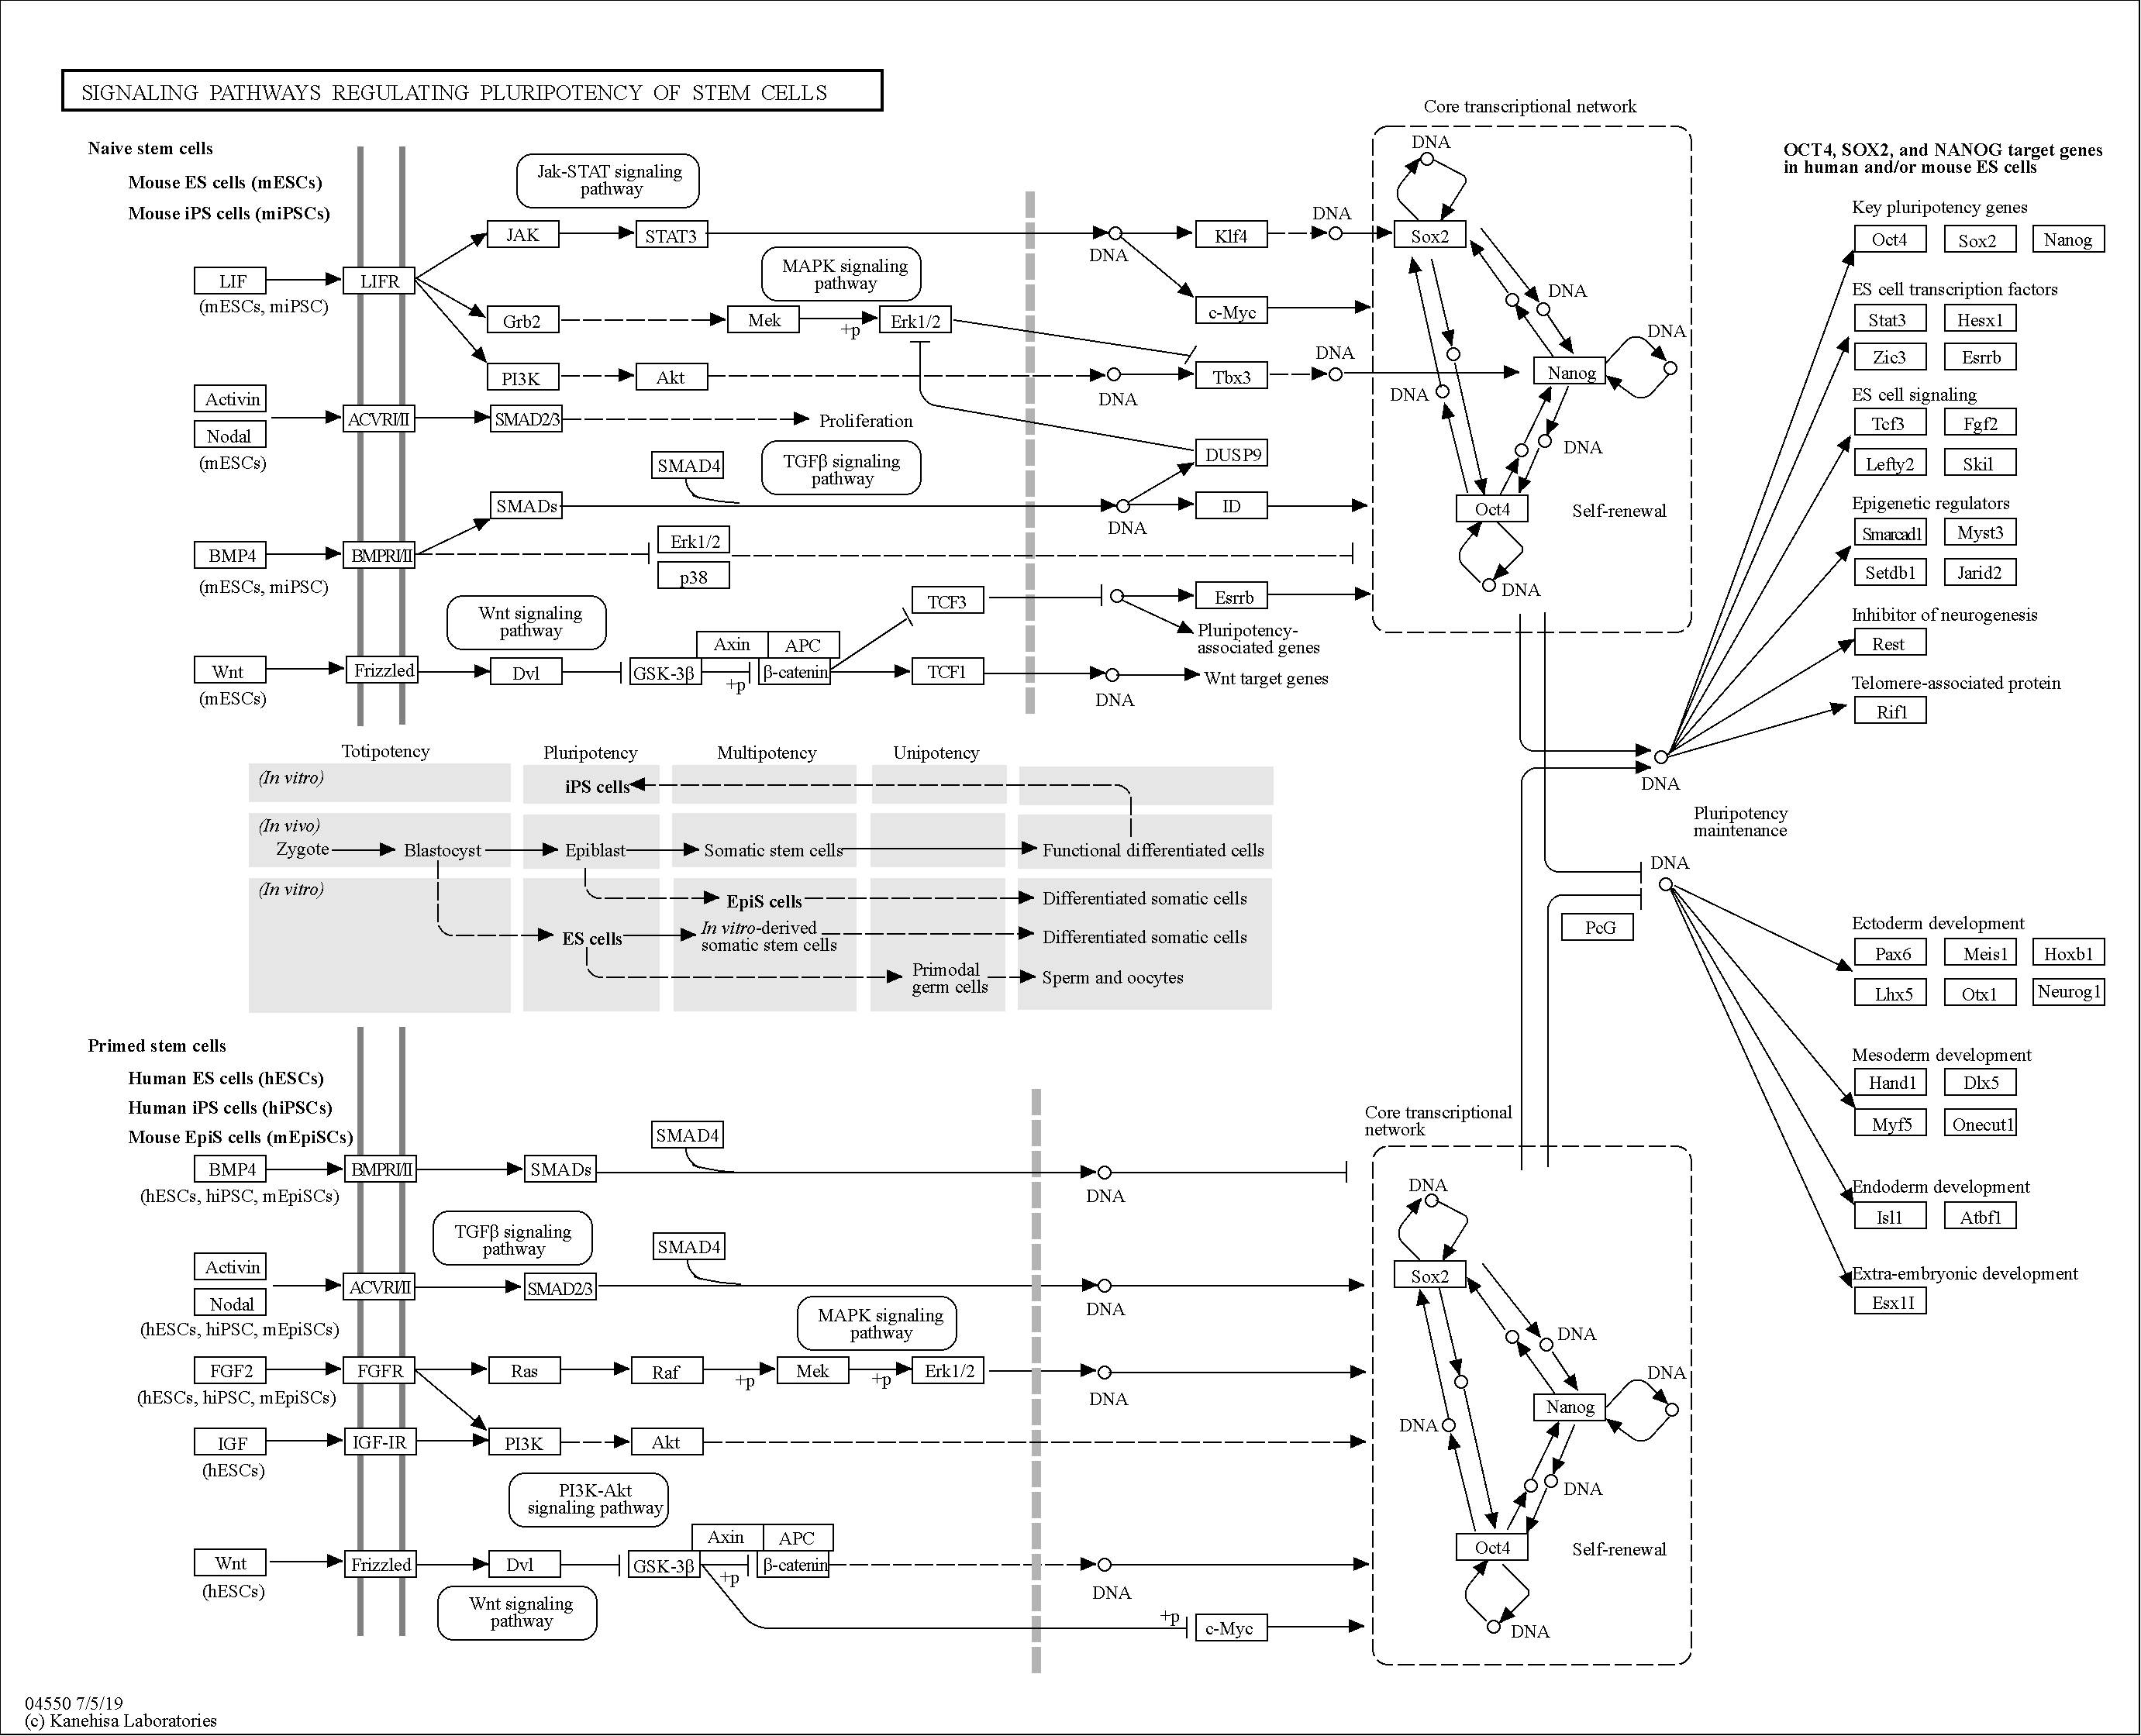 SIGNALING PATHWAYS REGULATING PLURIPOTENCY OF STEM CELLS
Naive stem cells
Mouse ES cells (mESCs)
Mouse iPS cells (miPSCs)
Jak-STAT signaling
pathway
JAK
STAT3
DNA
Klf4
DNA
LIF
(mESCs, miPSC)
LIFR
MAPK signaling
pathway
c-Myc
Grb2
Mek
+p
Erk1/2
PI3K
Akt
DNA
Tbx3
DNA
Activin
Nodal
(mESCs)
ACVRI/II
SMAD2/3
Proliferation
SMAD4
TGFβ signaling
pathway
DUSP9
SMADs
DNA
ID
BMP4
(mESCs, miPSC)
BMPRI/II
Erk1/2
p38
Wnt signaling
pathway
TCF3
Esrrb
Pluripotency-
associated genes
Axin
APC
Wnt
(mESCs)
Frizzled
Dvl
GSK-3β
+p
β-catenin
TCF1
DNA
Wnt target genes
Core transcriptional network
DNA
Sox2
DNA
DNA
Nanog
DNA
DNA
Oct4
Self-renewal
DNA
OCT4, SOX2, and NANOG target genes
in human and/or mouse ES cells
Key pluripotency genes
Oct4
Sox2
Nanog
ES cell transcription factors
Stat3
Hesx1
Zic3
Esrrb
ES cell signaling
Tcf3
Fgf2
Lefty2
Skil
Epigenetic regulators
Smarcad1
Myst3
Setdb1
Jarid2
Inhibitor of neurogenesis
Rest
Telomere-associated protein
Rif1
DNA
Pluripotency
maintenance
DNA
PcG
Totipotency
Pluripotency
Multipotency
Unipotency
(In vitro)
iPS cells
(In vivo)
Zygote
Blastocyst
Epiblast
Somatic stem cells
Functional differentiated cells
(In vitro)
EpiS cells
Differentiated somatic cells
ES cells
In vitro-derived
somatic stem cells
Differentiated somatic cells
Primodal
germ cells
Sperm and oocytes
Ectoderm development
Pax6
Meis1
Hoxb1
Lhx5
Otx1
Neurog1
Mesoderm development
Hand1
Dlx5
Myf5
Onecut1
Endoderm development
Isl1
Atbf1
Extra-embryonic development
Esx1l
Primed stem cells
Human ES cells (hESCs)
Human iPS cells (hiPSCs)
Mouse EpiS cells (mEpiSCs)
SMAD4
BMP4
(hESCs, hiPSC, mEpiSCs)
BMPRI/II
SMADs
DNA
TGFβ signaling
pathway
SMAD4
Activin
Nodal
(hESCs, hiPSC, mEpiSCs)
ACVRI/II
SMAD2/3
DNA
MAPK signaling
pathway
FGF2
(hESCs, hiPSC, mEpiSCs)
FGFR
Ras
Raf
+p
Mek
+p
Erk1/2
DNA
IGF
(hESCs)
IGF-IR
PI3K
Akt
PI3K-Akt
signaling pathway
Axin
APC
Wnt
(hESCs)
Frizzled
Dvl
GSK-3β
+p
β-catenin
DNA
Wnt signaling
pathway
+p
c-Myc
Core transcriptional
network
DNA
Sox2
DNA
DNA
Nanog
DNA
DNA
Oct4
Self-renewal
DNA
04550 7/5/19
(c) Kanehisa Laboratories